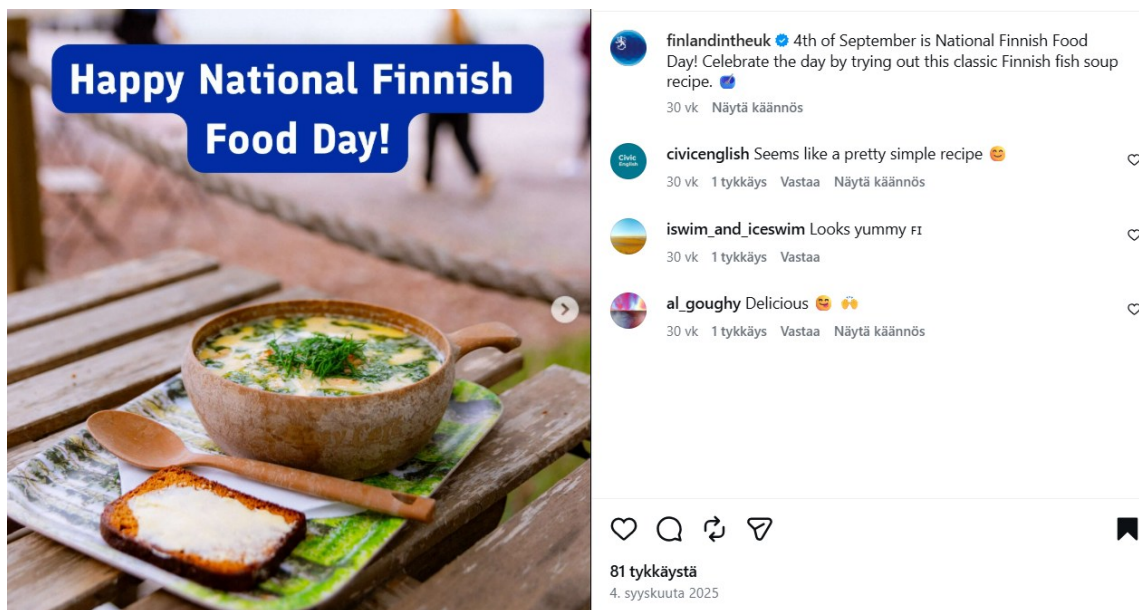 Happy National Finnish
Food Day!
finlandintheuk 4th of September is National Finnish Food
Day! Celebrate the day by trying out this classic Finnish fish soup
recipe.
30 vk Näytä käännös
Civic
English
civicenglish Seems like a pretty simple recipe 😋
30 vk 1 tykkäys Vastaa Näytä käännös
iswim_and_iceswim Looks yummy FI
30 vk 1 tykkäys Vastaa
al_goughy Delicious 😋 🙌
30 vk 1 tykkäys Vastaa Näytä käännös
81 tykkäystä
4. syyskuuta 2025